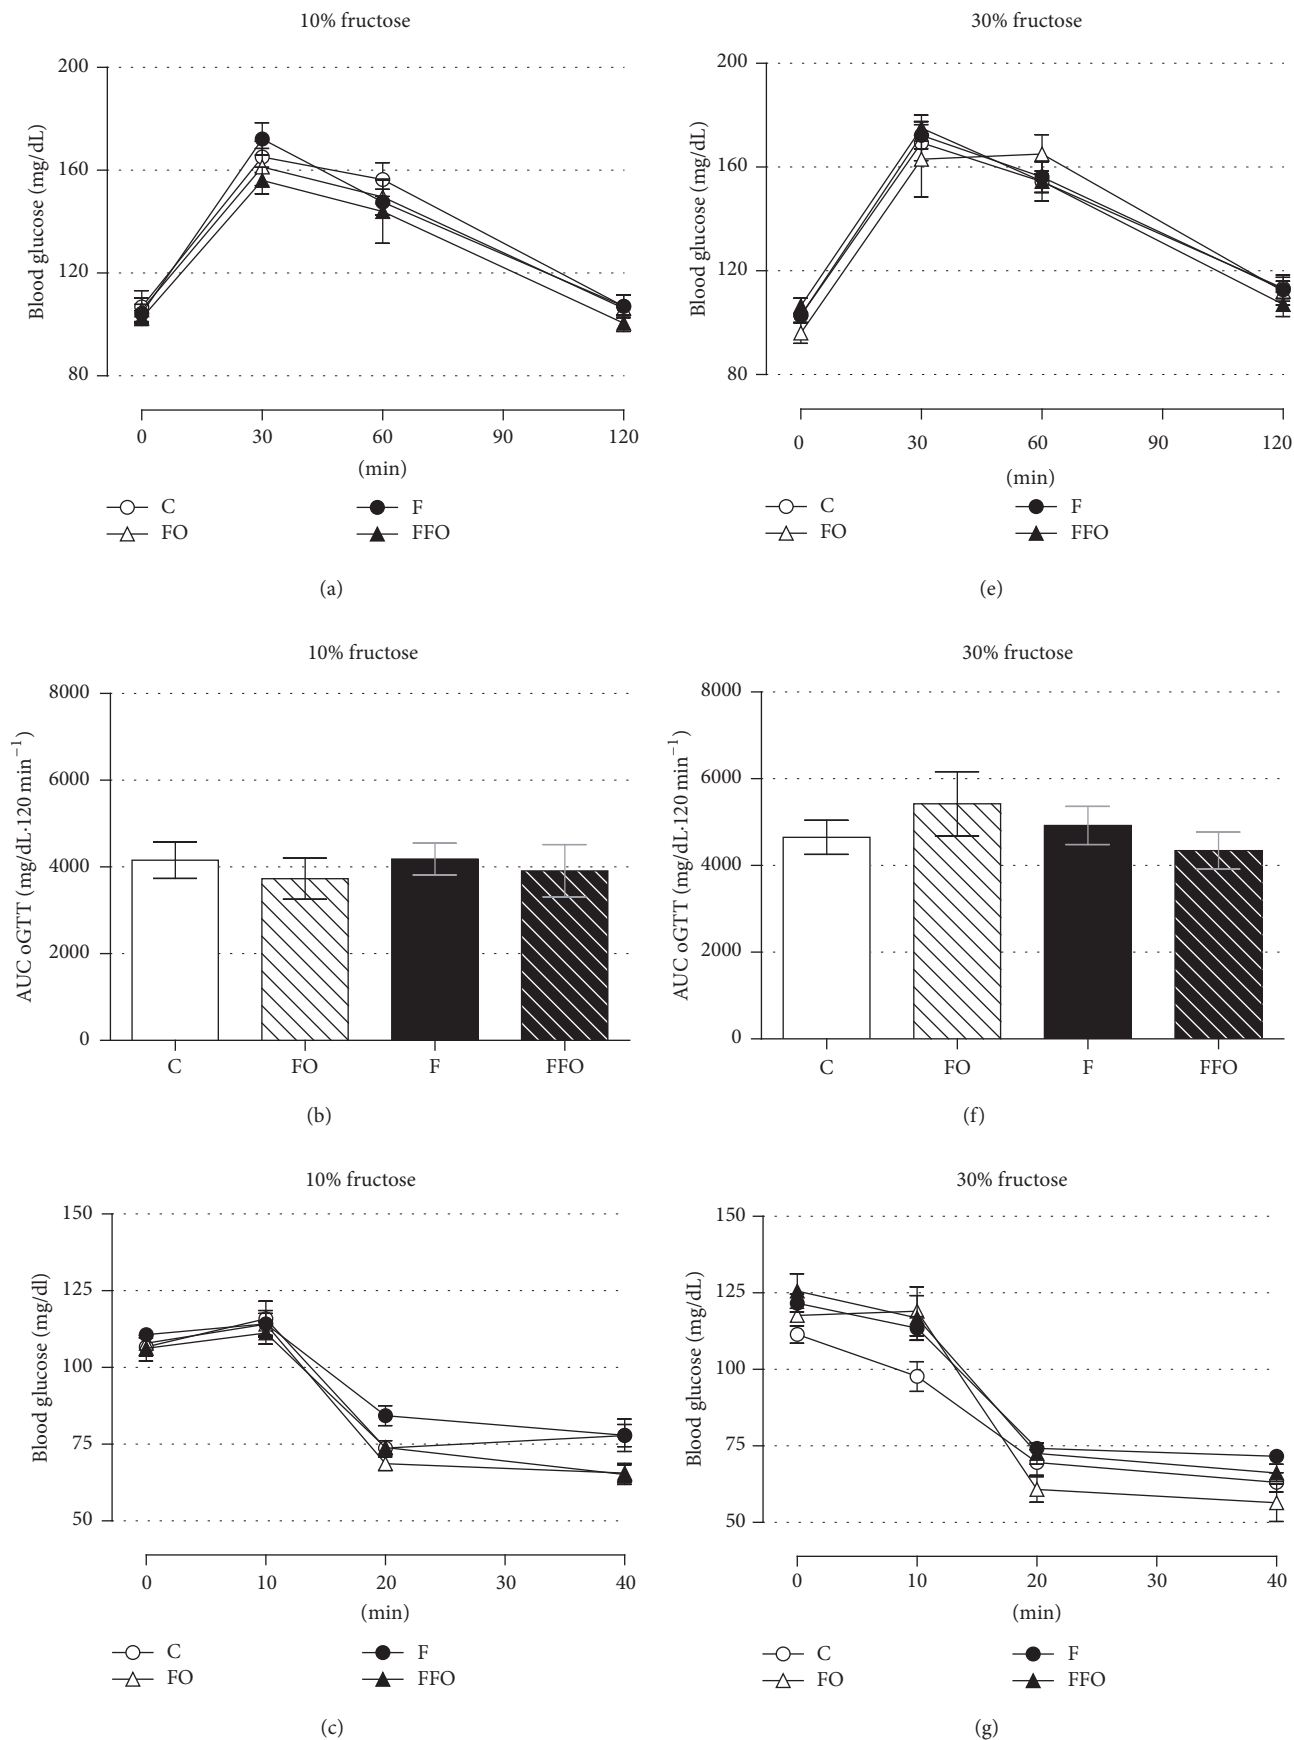 10% fructose
200
160
120
80
Blood glucose (mg/dL)
0 30 60 90 120
(min)
C F
FO FFO
(a)
30% fructose
200
160
120
80
Blood glucose (mg/dL)
0 30 60 90 120
(min)
C F
FO FFO
(e)
10% fructose
8000
6000
4000
2000
0
AUC oGTT (mg/dL·120 min⁻¹)
C FO F FFO
(b)
30% fructose
8000
6000
4000
2000
0
AUC oGTT (mg/dL·120 min⁻¹)
C FO F FFO
(f)
10% fructose
150
125
100
75
50
Blood glucose (mg/dl)
0 10 20 30 40
(min)
C F
FO FFO
(c)
30% fructose
150
125
100
75
50
Blood glucose (mg/dL)
0 10 20 30 40
(min)
C F
FO FFO
(g)